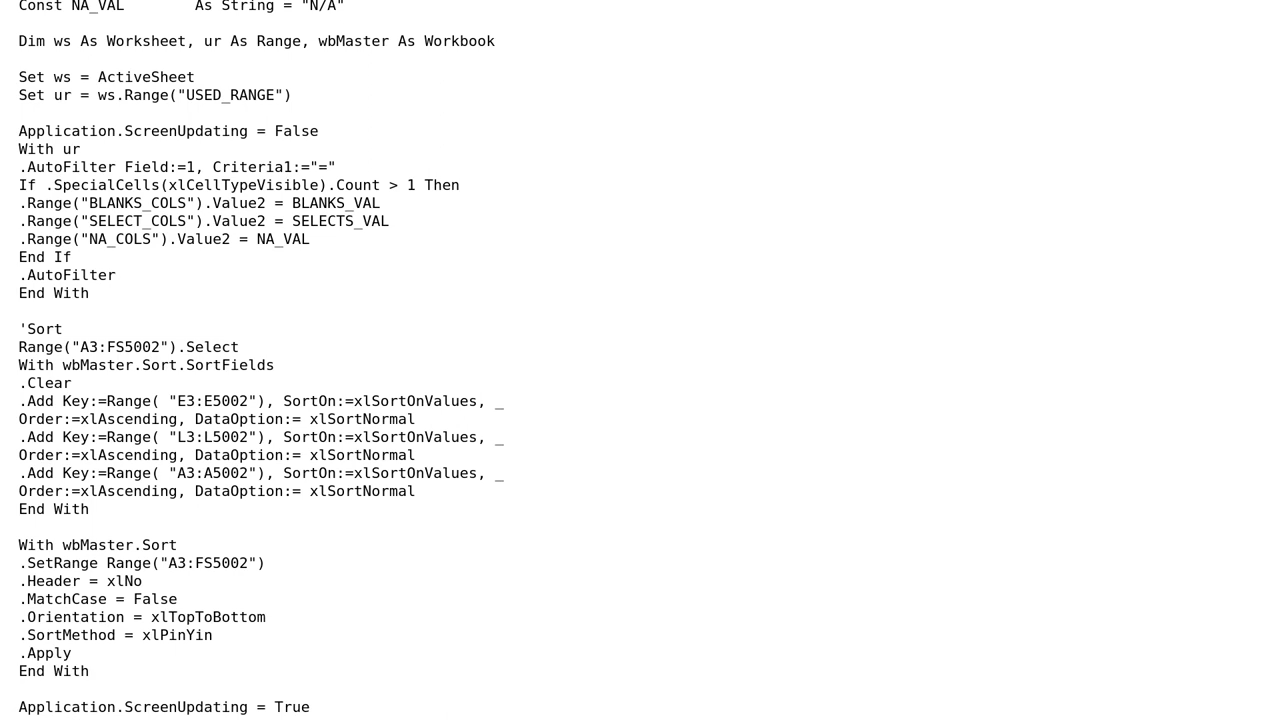 Const NA_VAL        As String = "N/A"

Dim ws As Worksheet, ur As Range, wbMaster As Workbook

Set ws = ActiveSheet
Set ur = ws.Range("USED_RANGE")

Application.ScreenUpdating = False
With ur
.AutoFilter Field:=1, Criteria1:="="
If .SpecialCells(xlCellTypeVisible).Count > 1 Then
.Range("BLANKS_COLS").Value2 = BLANKS_VAL
.Range("SELECT_COLS").Value2 = SELECTS_VAL
.Range("NA_COLS").Value2 = NA_VAL
End If
.AutoFilter
End With

'Sort
Range("A3:FS5002").Select
With wbMaster.Sort.SortFields
.Clear
.Add Key:=Range( "E3:E5002"), SortOn:=xlSortOnValues, _
Order:=xlAscending, DataOption:= xlSortNormal
.Add Key:=Range( "L3:L5002"), SortOn:=xlSortOnValues, _
Order:=xlAscending, DataOption:= xlSortNormal
.Add Key:=Range( "A3:A5002"), SortOn:=xlSortOnValues, _
Order:=xlAscending, DataOption:= xlSortNormal
End With

With wbMaster.Sort
.SetRange Range("A3:FS5002")
.Header = xlNo
.MatchCase = False
.Orientation = xlTopToBottom
.SortMethod = xlPinYin
.Apply
End With

Application.ScreenUpdating = True